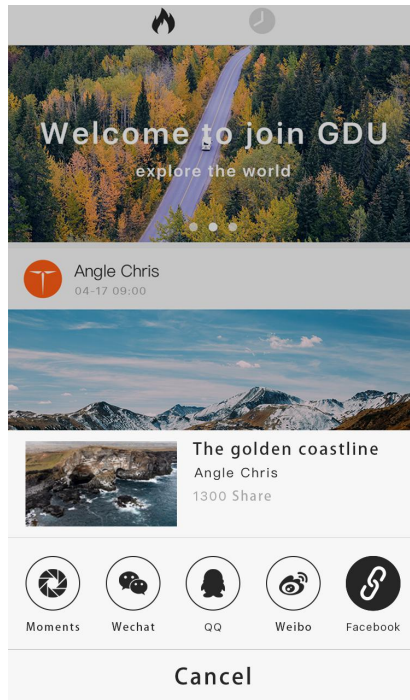 Welcome to join GDU
explore the world
Angle Chris
04-17 09:00
The golden coastline
Angle Chris
1300 Share
Moments
Wechat
QQ
Weibo
Facebook
Cancel